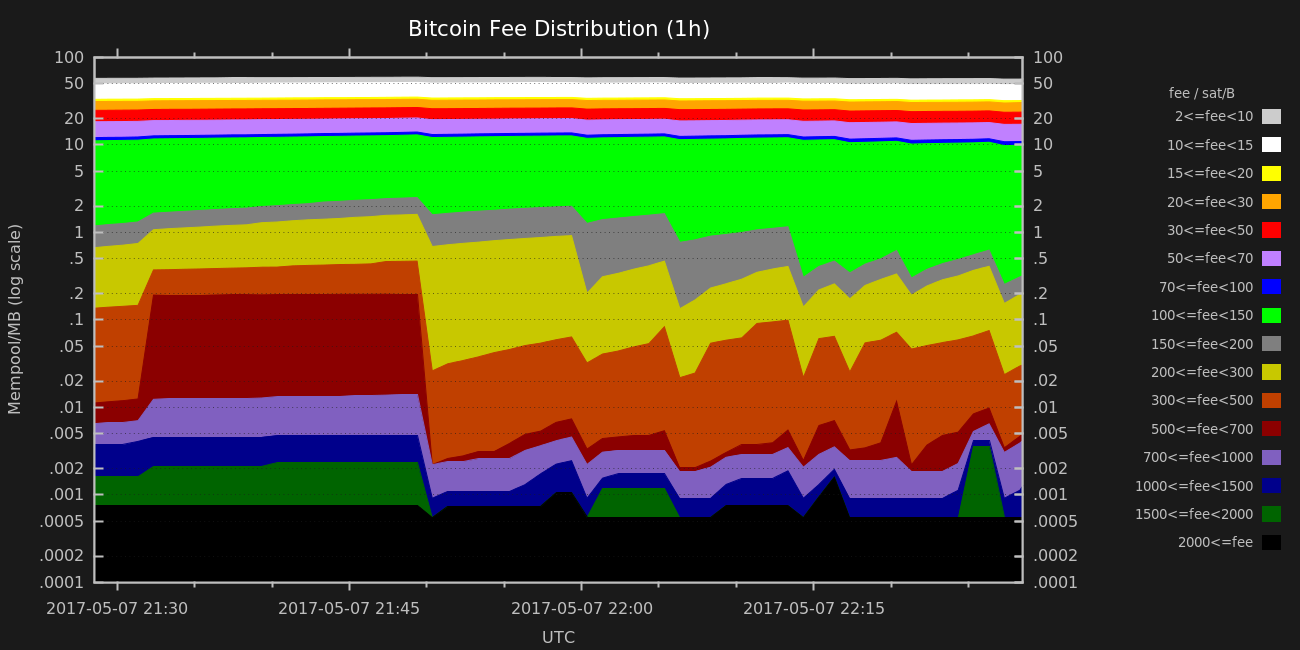 Bitcoin Fee Distribution (1h)
100
50
20
10
5
2
1
.5
.2
.1
.05
.02
.01
.005
.002
.001
.0005
.0002
.0001
Mempool/MB (log scale)
100
50
20
10
5
2
1
.5
.2
.1
.05
.02
.01
.005
.002
.001
.0005
.0002
.0001
2017-05-07 21:30
2017-05-07 21:45
2017-05-07 22:00
2017-05-07 22:15
UTC
fee / sat/B
2<=fee<10
10<=fee<15
15<=fee<20
20<=fee<30
30<=fee<50
50<=fee<70
70<=fee<100
100<=fee<150
150<=fee<200
200<=fee<300
300<=fee<500
500<=fee<700
700<=fee<1000
1000<=fee<1500
1500<=fee<2000
2000<=fee